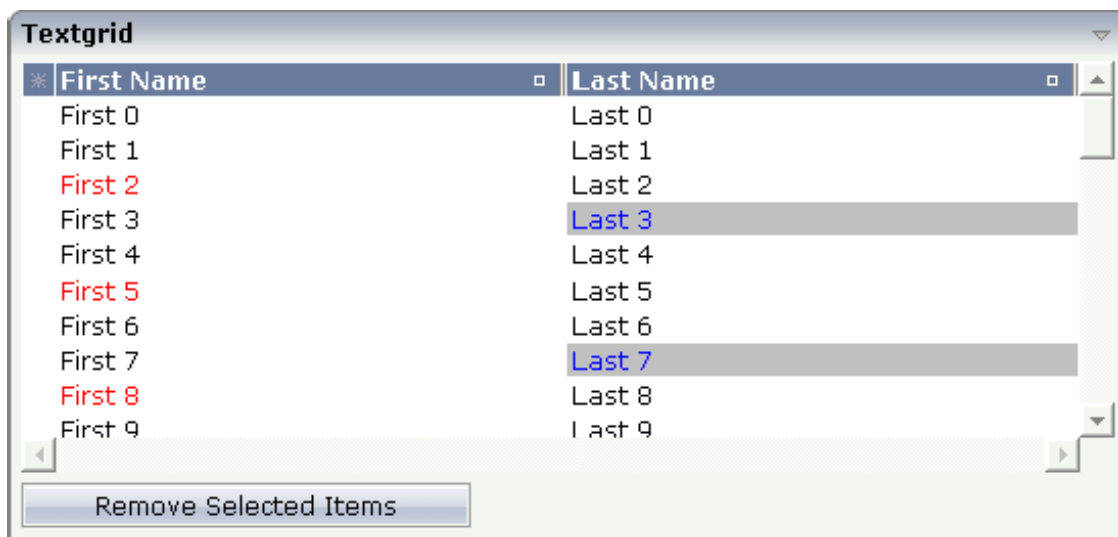 Textgrid
First Name Last Name
First 0 Last 0
First 1 Last 1
First 2 Last 2
First 3 Last 3
First 4 Last 4
First 5 Last 5
First 6 Last 6
First 7 Last 7
First 8 Last 8
First 9 Last 9
Remove Selected Items